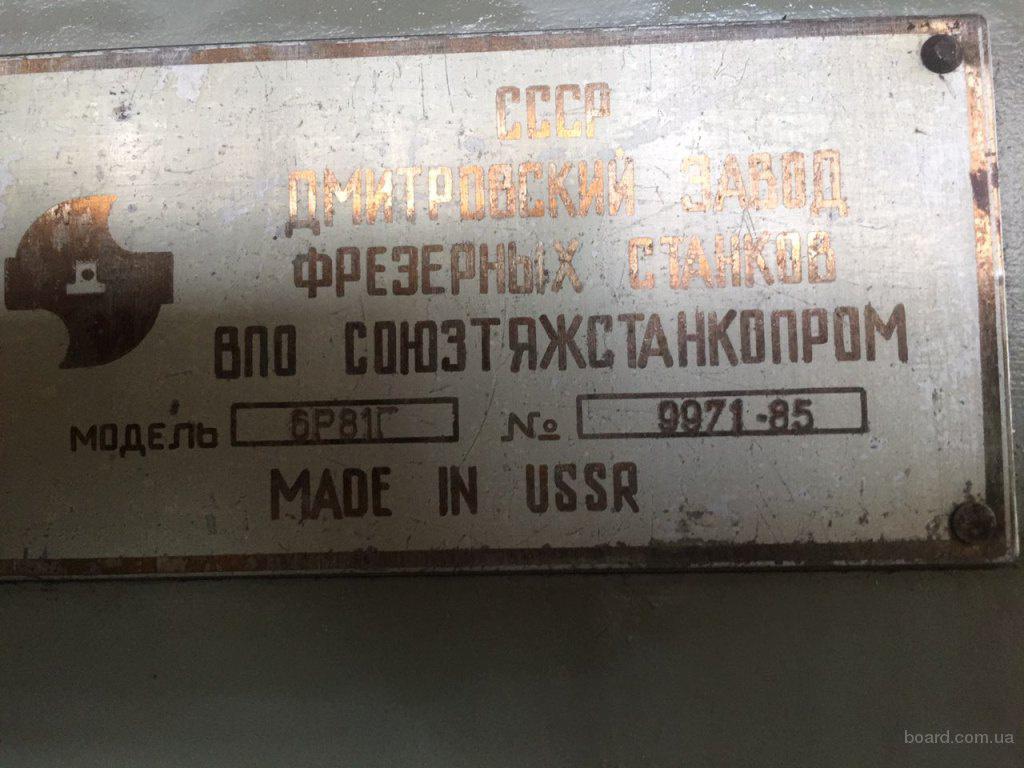 СССР
ДМИТРОВСКИЙ ЗАВОД
ФРЕЗЕРНЫХ СТАНКОВ
ВПО СОЮЗТЯЖСТАНКОПРОМ
МОДЕЛЬ 6Р81Г № 9971-85
MADE IN USSR
board.com.ua